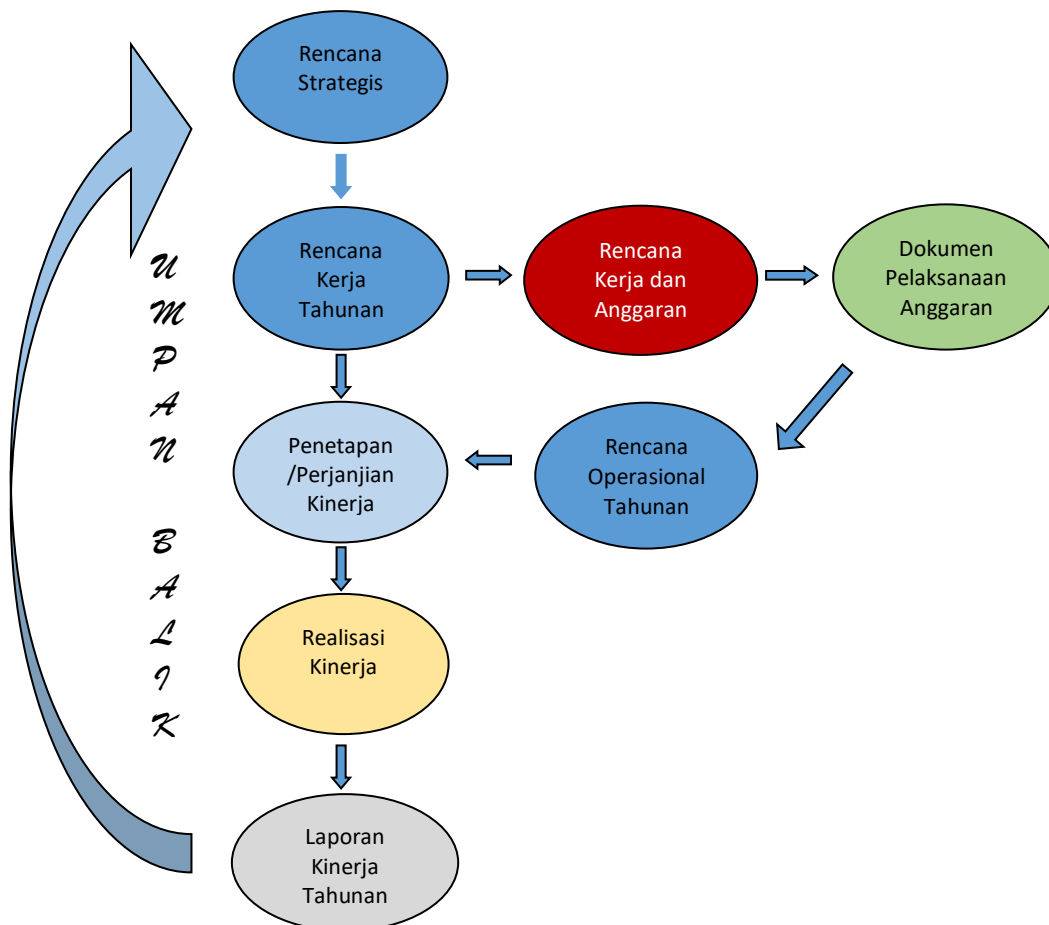 Rencana
Strategis
Rencana
Kerja
Tahunan
Rencana
Kerja dan
Anggaran
Dokumen
Pelaksanaan
Anggaran
Penetapan
/Perjanjian
Kinerja
Rencana
Operasional
Tahunan
Realisasi
Kinerja
Laporan
Kinerja
Tahunan
U
M
P
A
N
B
A
L
I
K